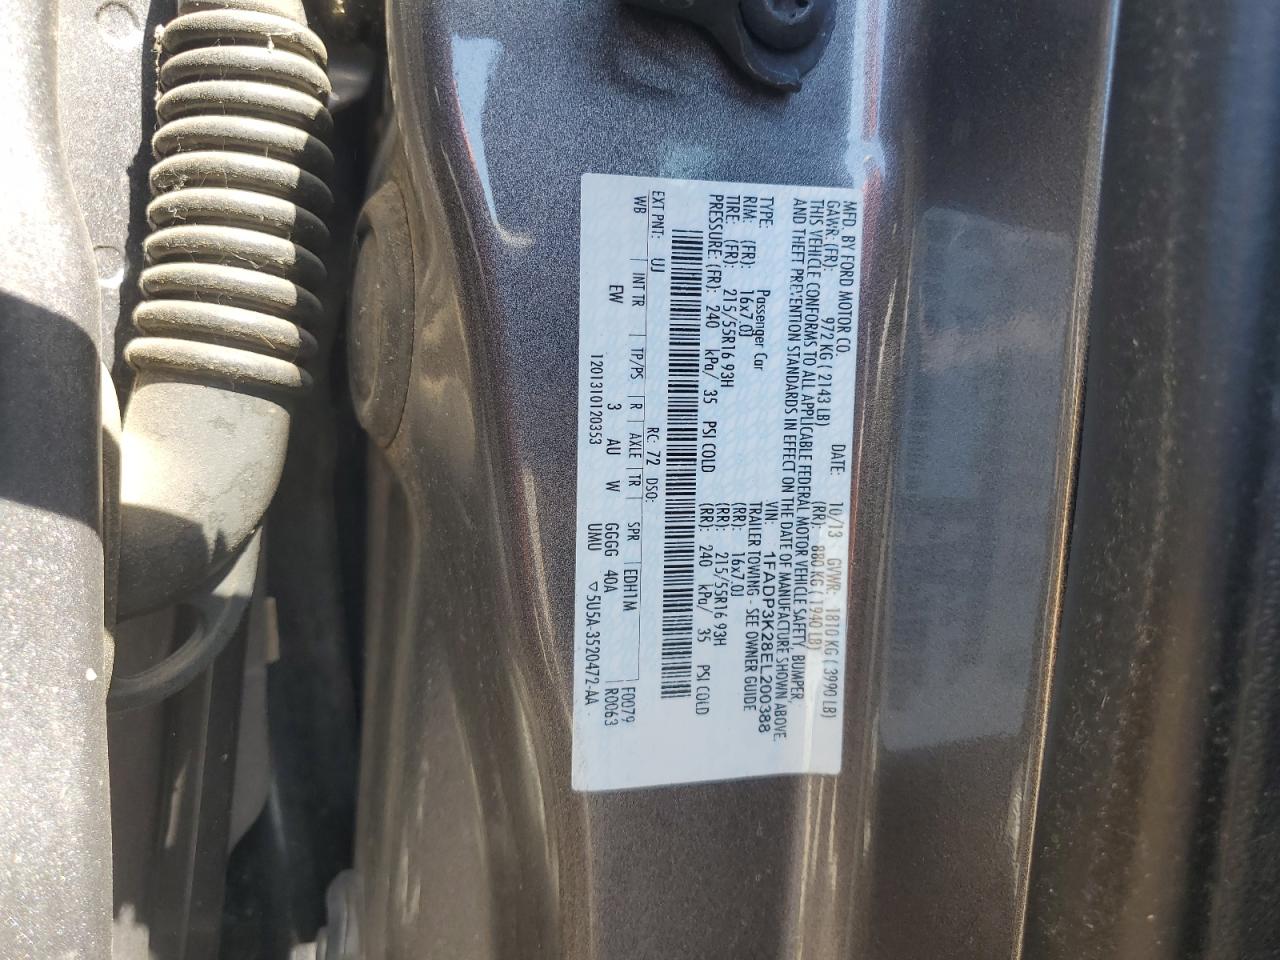 MFD. BY FORD MOTOR CO.
DATE: 10/13 GVWR: 1810 KG ( 3990 LB)
GAWR: (FR): 972 KG ( 2143 LB) (RR): 880 KG ( 1940 LB)
THIS VEHICLE CONFORMS TO ALL APPLICABLE FEDERAL MOTOR VEHICLE SAFETY, BUMPER,
AND THEFT PREVENTION STANDARDS IN EFFECT ON THE DATE OF MANUFACTURE SHOWN ABOVE.
VIN: 1FADP3K28EL200388
TYPE: Passenger Car TRAILER TOWING - SEE OWNER GUIDE
RIM: (FR): 16x7.0J (RR): 16x7.0J
TIRE: (FR): 215/55R16 93H (RR): 215/55R16 93H
PRESSURE: (FR): 240 kPa/ 35 PSI COLD (RR): 240 kPa/ 35 PSI COLD
EXT PNT: UJ RC: 72 DSO: F0079
WB INT TR TP/PS R AXLE TR SPR EDH1M R0063
EW 3 AU W GGGG 40A
1201310120353 UMU ▽5U5A-3520472-AA